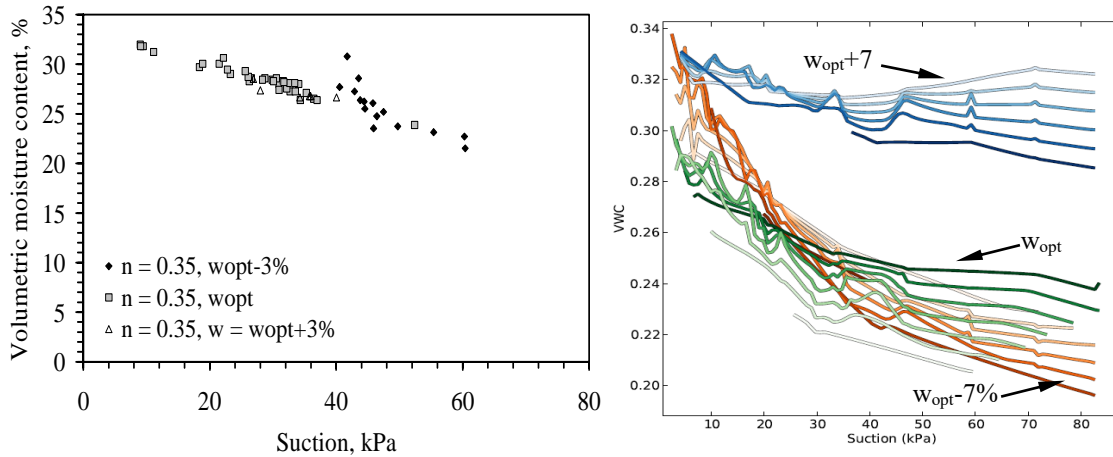 Volumetric moisture content, %
35
30
25
20
15
10
5
0
n = 0.35, wopt-3%
n = 0.35, wopt
n = 0.35, w = wopt+3%
0 20 40 60 80
Suction, kPa
VWC
0.34
0.32
0.30
0.28
0.26
0.24
0.22
0.20
wopt+7
wopt
wopt-7%
10 20 30 40 50 60 70 80
Suction (kPa)